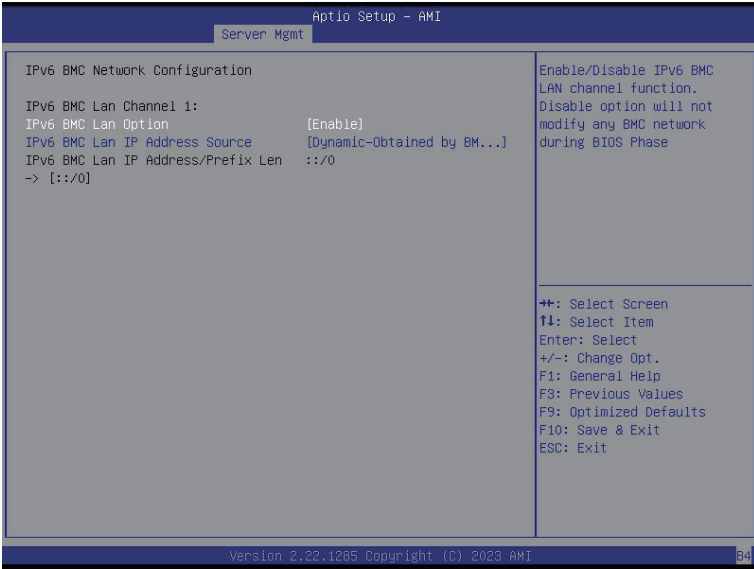 Aptio Setup – AMI
Server Mgmt
IPv6 BMC Network Configuration
IPv6 BMC Lan Channel 1:
IPv6 BMC Lan Option [Enable]
IPv6 BMC Lan IP Address Source [Dynamic-Obtained by BM...]
IPv6 BMC Lan IP Address/Prefix Len ::/0
-> [::/0]
Enable/Disable IPv6 BMC
LAN channel function.
Disable option will not
modify any BMC network
during BIOS Phase
→←: Select Screen
↑↓: Select Item
Enter: Select
+/-: Change Opt.
F1: General Help
F3: Previous Values
F9: Optimized Defaults
F10: Save & Exit
ESC: Exit
Version 2.22.1285 Copyright (C) 2023 AMI
B4